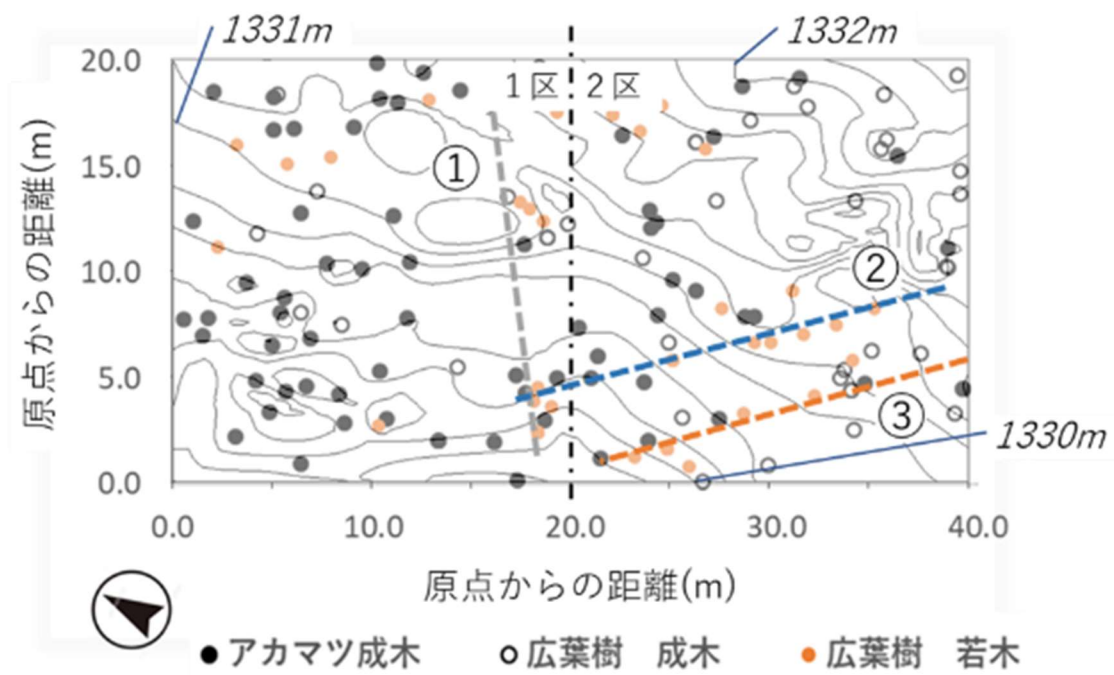 1331m
1332m
20.0
1区 2区
15.0
①
10.0
②
5.0
③
1330m
0.0
0.0 10.0 20.0 30.0 40.0
原点からの距離(m)
原点からの距離(m)
アカマツ成木 広葉樹 成木 広葉樹 若木